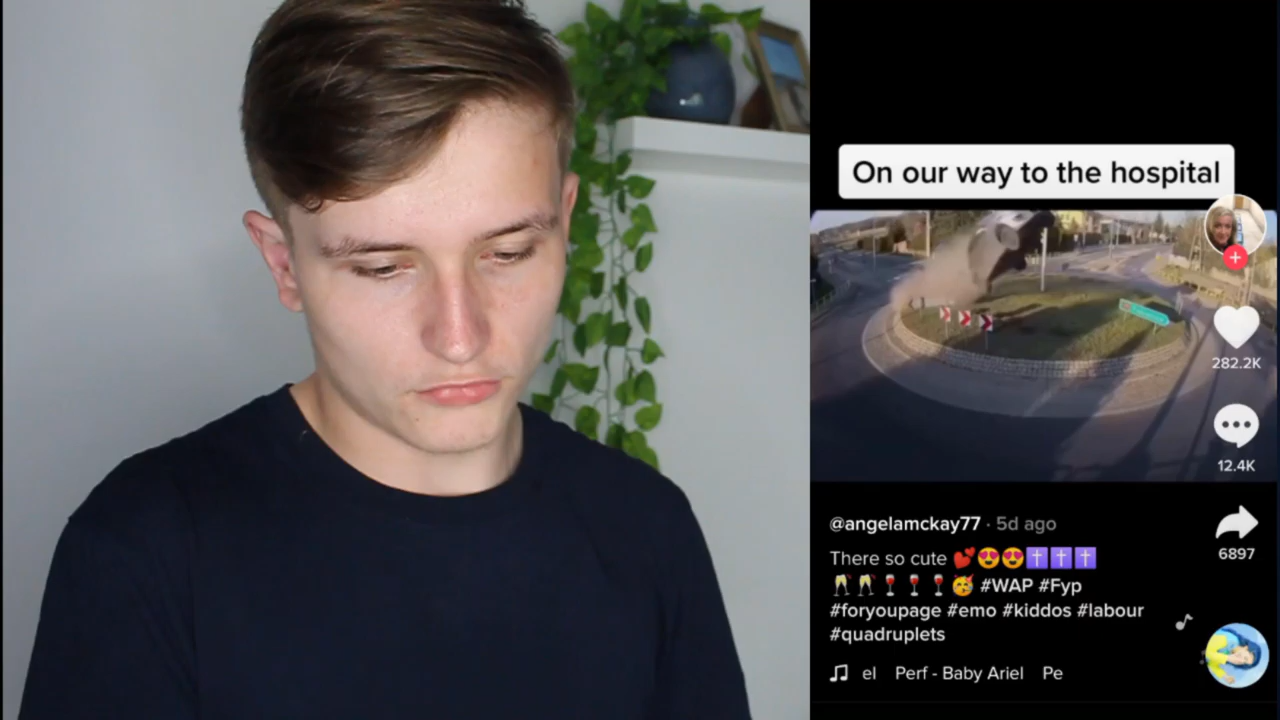 On our way to the hospital
282.2K
12.4K
@angelamckay77 · 5d ago
6897
There so cute 💕😍😍✝️✝️✝️
🥂🥂🍷🍷🍷🥳 #WAP #Fyp
#foryoupage #emo #kiddos #labour
#quadruplets
el Perf - Baby Ariel Pe